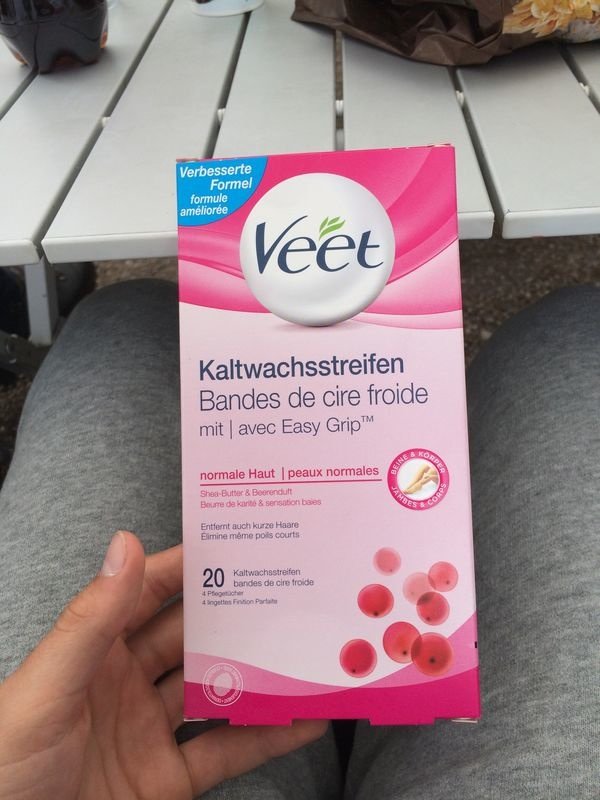 Verbesserte
Formel
formule
améliorée
Veet
Kaltwachsstreifen
Bandes de cire froide
mit | avec Easy Grip™
normale Haut | peaux normales
Shea-Butter & Beerenduft
Beurre de karité & sensation baies
BEINE & KÖRPER
JAMBES & CORPS
Entfernt auch kurze Haare
Elimine même poils courts
20 Kaltwachsstreifen
bandes de cire froide
4 Pflegetücher
4 lingettes Finition Parfaite